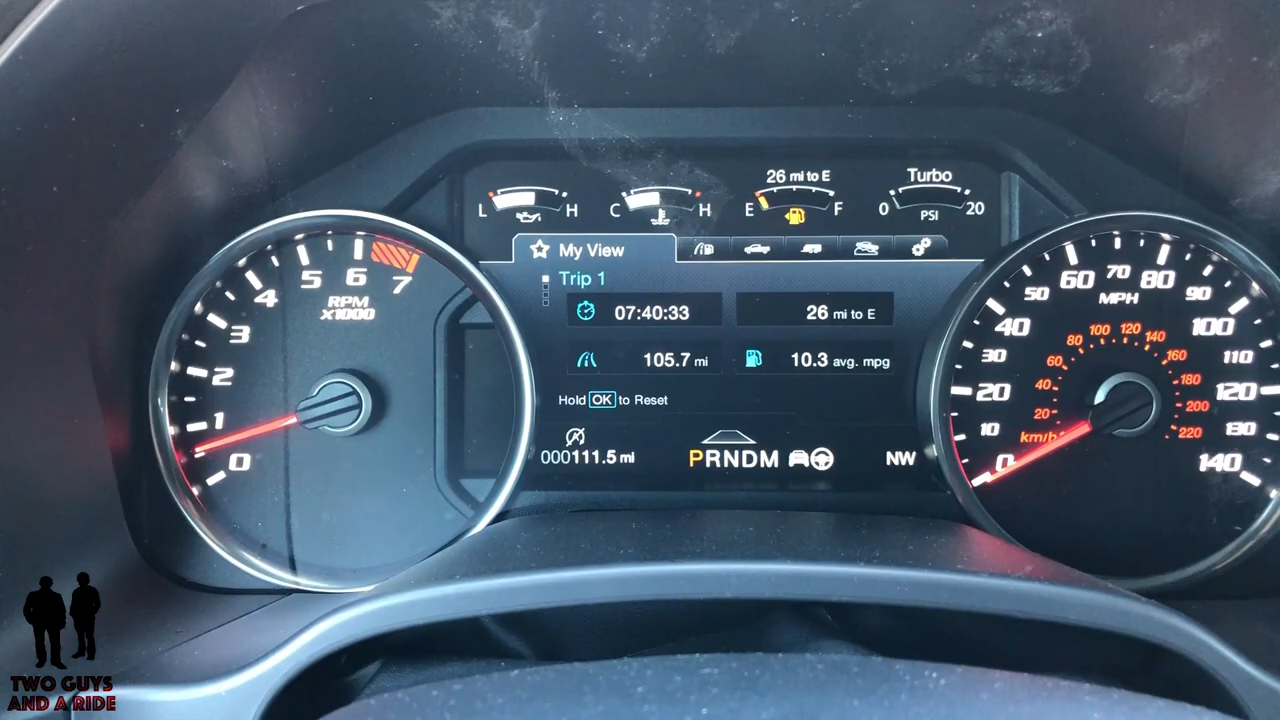 26 mi to E
Turbo
L H
C H
E F
0 PSI 20
My View
Trip 1
07:40:33
26 mi to E
105.7 mi
10.3 avg. mpg
Hold OK to Reset
000111.5 mi
PRNDM
NW
0 1 2 3 4 5 6 7
RPM
x1000
0 10 20 30 40 50 60 70 80 90 100 110 120 130 140
MPH
20 40 60 80 100 120 140 160 180 200 220
km/h
TWO GUYS
AND A RIDE